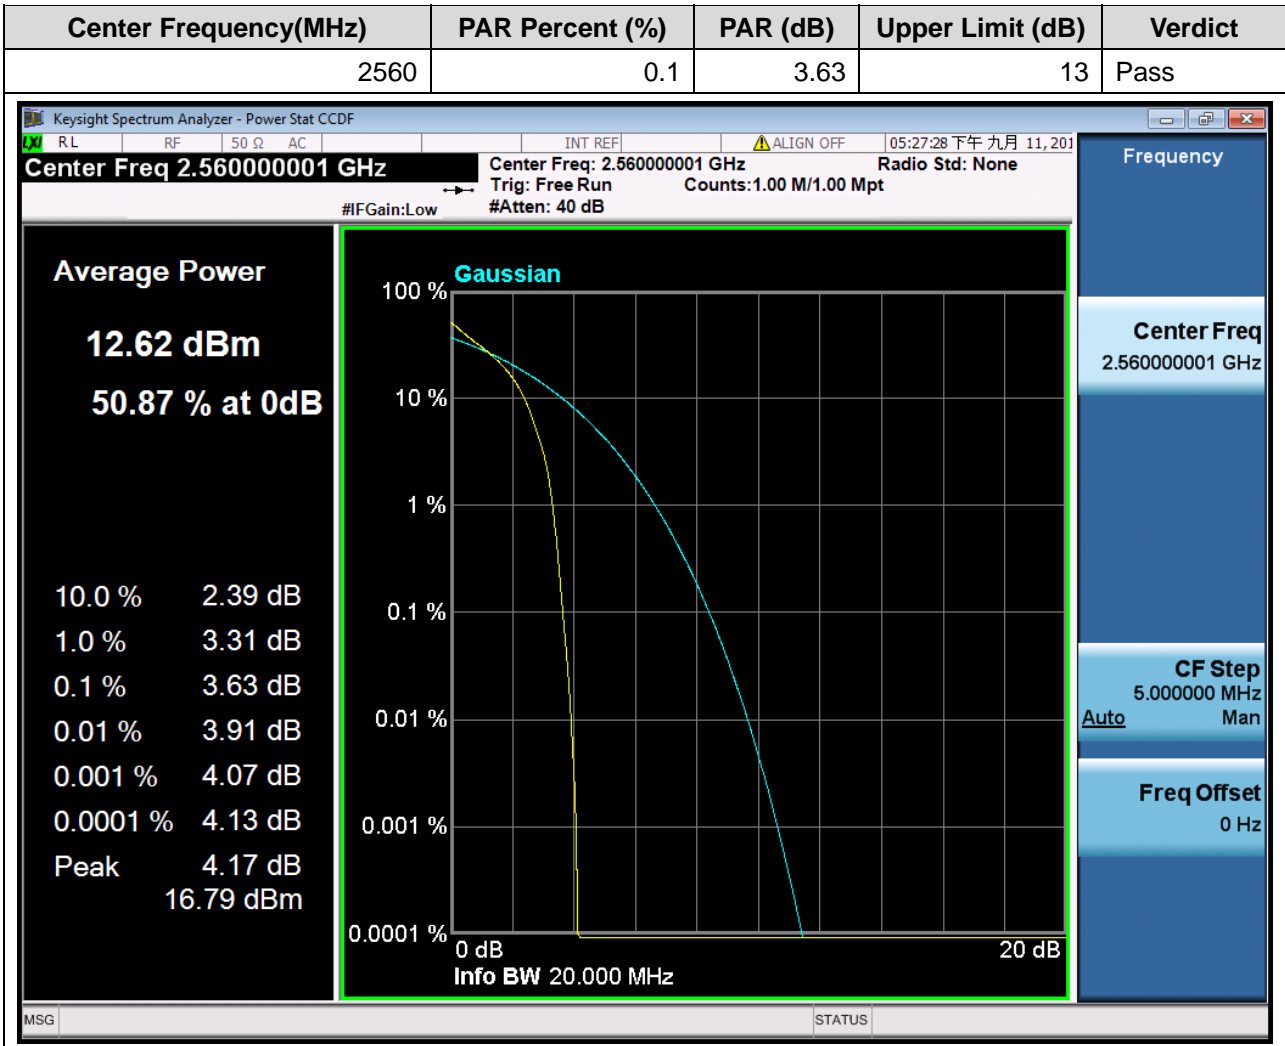 Center Frequency(MHz) PAR Percent (%) PAR (dB) Upper Limit (dB) Verdict
2560 0.1 3.63 13 Pass
Keysight Spectrum Analyzer - Power Stat CCDF
LXI RL RF 50 Ω AC INT REF ALIGN OFF 05:27:28 下午 九月 11, 201
Center Freq 2.560000001 GHz
Center Freq: 2.560000001 GHz Radio Std: None
Trig: Free Run Counts:1.00 M/1.00 Mpt
#IFGain:Low #Atten: 40 dB
Frequency
Average Power
12.62 dBm
50.87 % at 0dB
10.0 % 2.39 dB
1.0 % 3.31 dB
0.1 % 3.63 dB
0.01 % 3.91 dB
0.001 % 4.07 dB
0.0001 % 4.13 dB
Peak 4.17 dB
16.79 dBm
Gaussian
100 %
10 %
1 %
0.1 %
0.01 %
0.001 %
0.0001 %
0 dB 20 dB
Info BW 20.000 MHz
Center Freq
2.560000001 GHz
CF Step
5.000000 MHz
Auto Man
Freq Offset
0 Hz
MSG STATUS